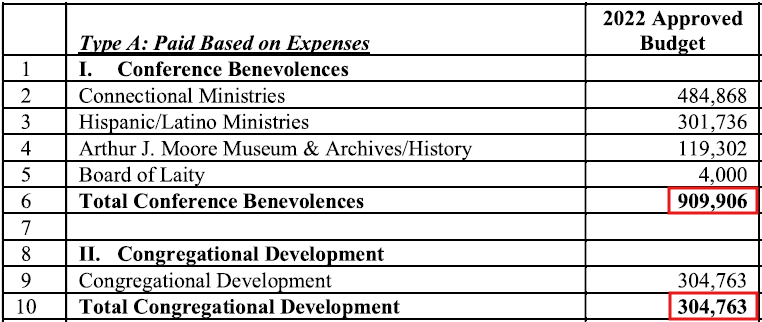 Type A: Paid Based on Expenses 2022 Approved Budget
1 I. Conference Benevolences
2 Connectional Ministries 484,868
3 Hispanic/Latino Ministries 301,736
4 Arthur J. Moore Museum & Archives/History 119,302
5 Board of Laity 4,000
6 Total Conference Benevolences 909,906
7
8 II. Congregational Development
9 Congregational Development 304,763
10 Total Congregational Development 304,763